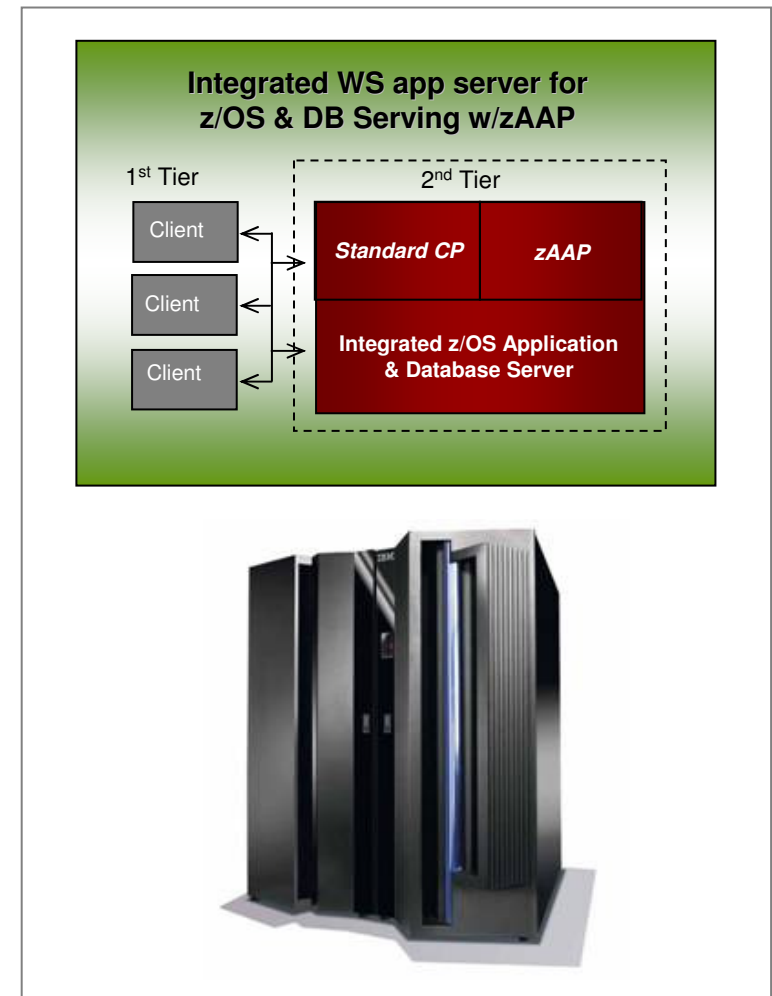 Integrated WS app server for
z/OS & DB Serving w/zAAP
1st Tier
2nd Tier
Client
Client
Client
Standard CP
zAAP
Integrated z/OS Application
& Database Server
IBM